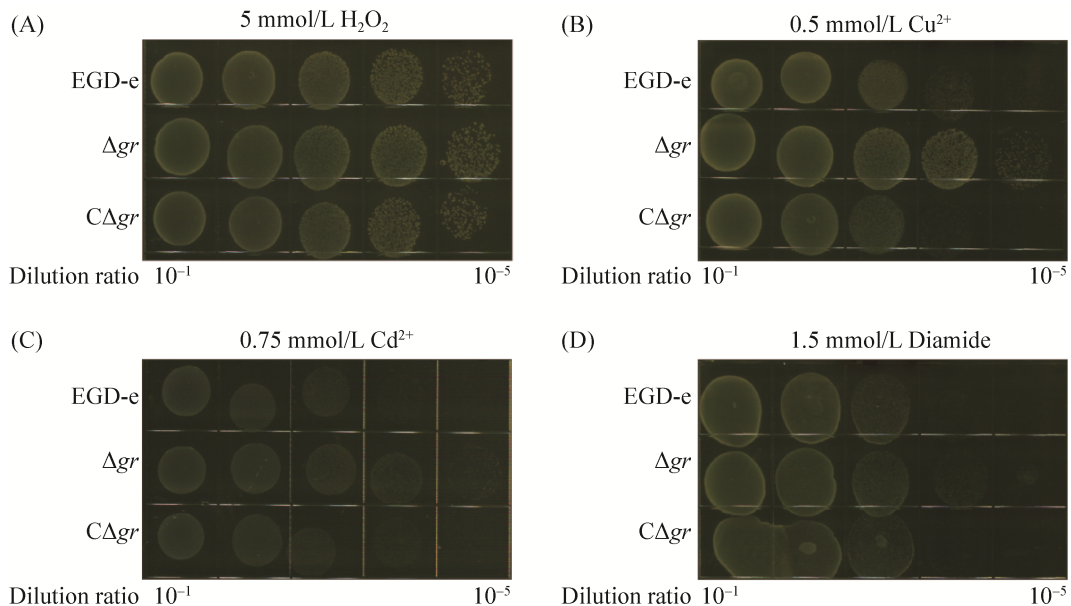 (A)
5 mmol/L H₂O₂
EGD-e
Δgr
CΔgr
Dilution ratio 10⁻¹ 10⁻⁵
(B)
0.5 mmol/L Cu²⁺
EGD-e
Δgr
CΔgr
Dilution ratio 10⁻¹ 10⁻⁵
(C)
0.75 mmol/L Cd²⁺
EGD-e
Δgr
CΔgr
Dilution ratio 10⁻¹ 10⁻⁵
(D)
1.5 mmol/L Diamide
EGD-e
Δgr
CΔgr
Dilution ratio 10⁻¹ 10⁻⁵